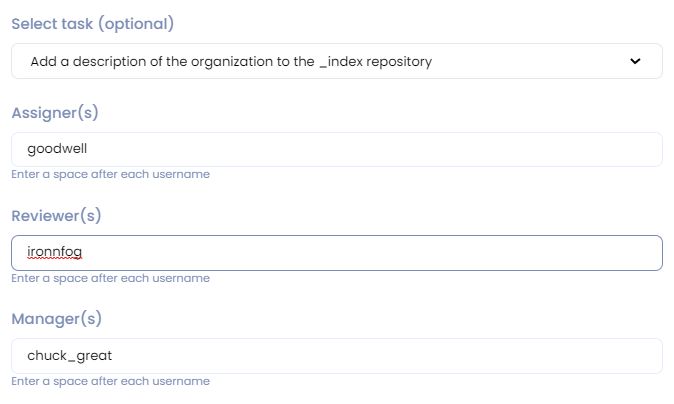 Select task (optional)
Add a description of the organization to the _index repository
Assigner(s)
goodwell
Enter a space after each username
Reviewer(s)
ironnfog
Enter a space after each username
Manager(s)
chuck_great
Enter a space after each username